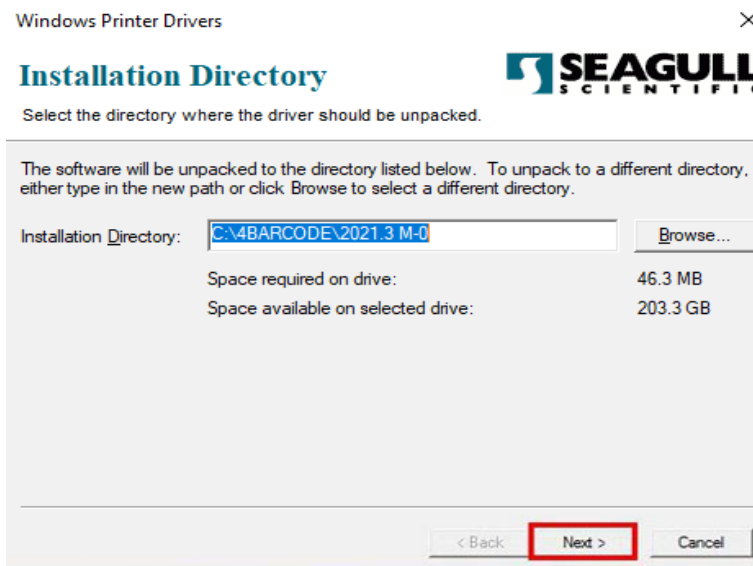 Windows Printer Drivers
Installation Directory
SEAGULL
SCIENTIFIC
Select the directory where the driver should be unpacked.
The software will be unpacked to the directory listed below. To unpack to a different directory,
either type in the new path or click Browse to select a different directory.
Installation Directory: C:\4BARCODE\2021.3 M-0 Browse...
Space required on drive: 46.3 MB
Space available on selected drive: 203.3 GB
< Back Next > Cancel